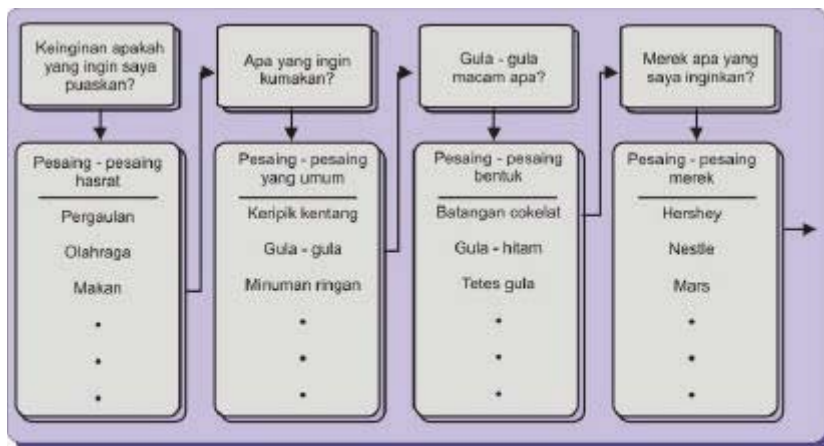 Keinginan apakah
yang ingin saya
puaskan?
Pesaing - pesaing
hasrat
Pergaulan
Olahraga
Makan
Apa yang ingin
kumakan?
Pesaing - pesaing
yang umum
Keripik kentang
Gula - gula
Minuman ringan
Gula - gula
macam apa?
Pesaing - pesaing
bentuk
Batangan cokelat
Gula - hitam
Tetes gula
Merek apa yang
saya inginkan?
Pesaing - pesaing
merek
Hershey
Nestle
Mars